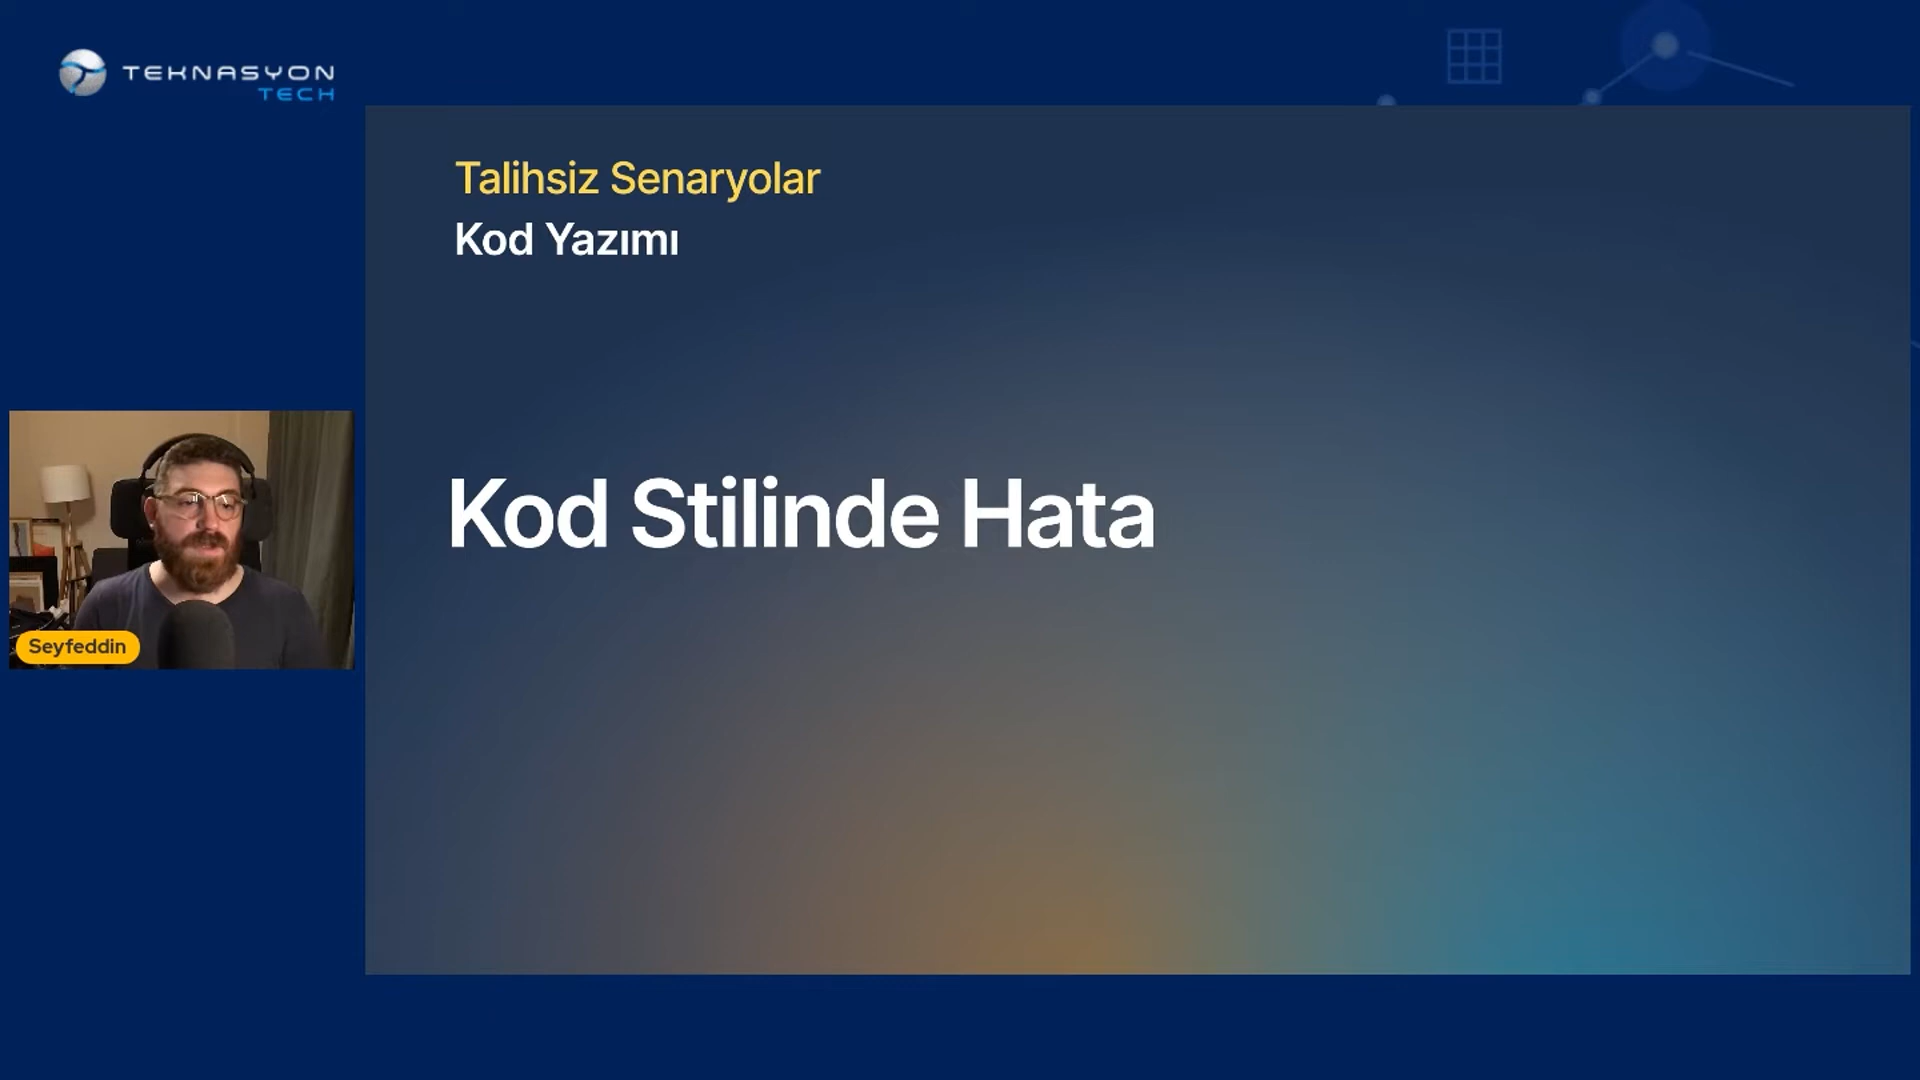 TEKNASYON
TECH
Talihsiz Senaryolar
Kod Yazımı
Kod Stilinde Hata
Seyfeddin